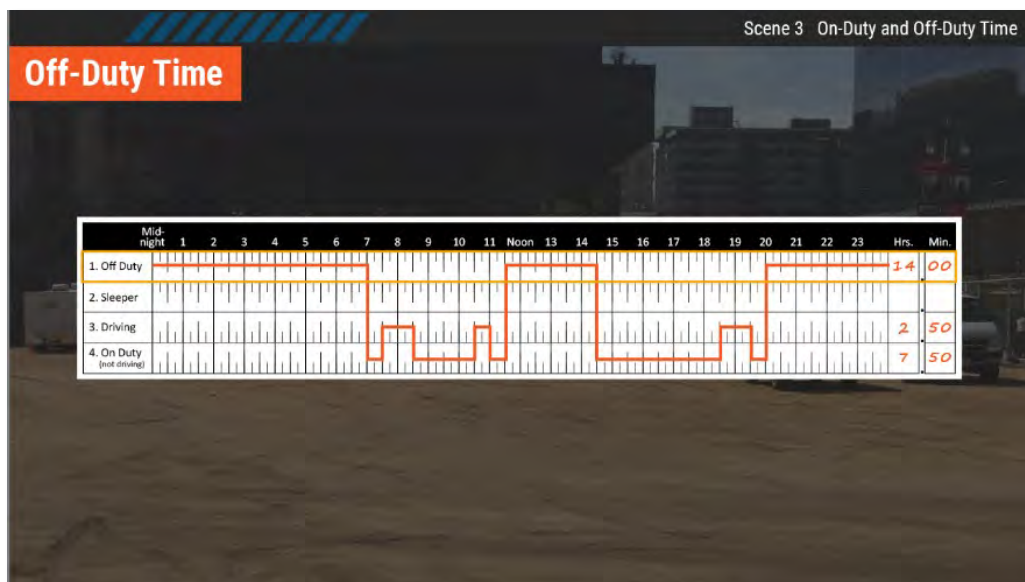 Scene 3 On-Duty and Off-Duty Time
Off-Duty Time
Mid-
night 1 2 3 4 5 6 7 8 9 10 11 Noon 13 14 15 16 17 18 19 20 21 22 23 Hrs. Min.
1. Off Duty 14 00
2. Sleeper
3. Driving 2 50
4. On Duty 7 50
(not driving)